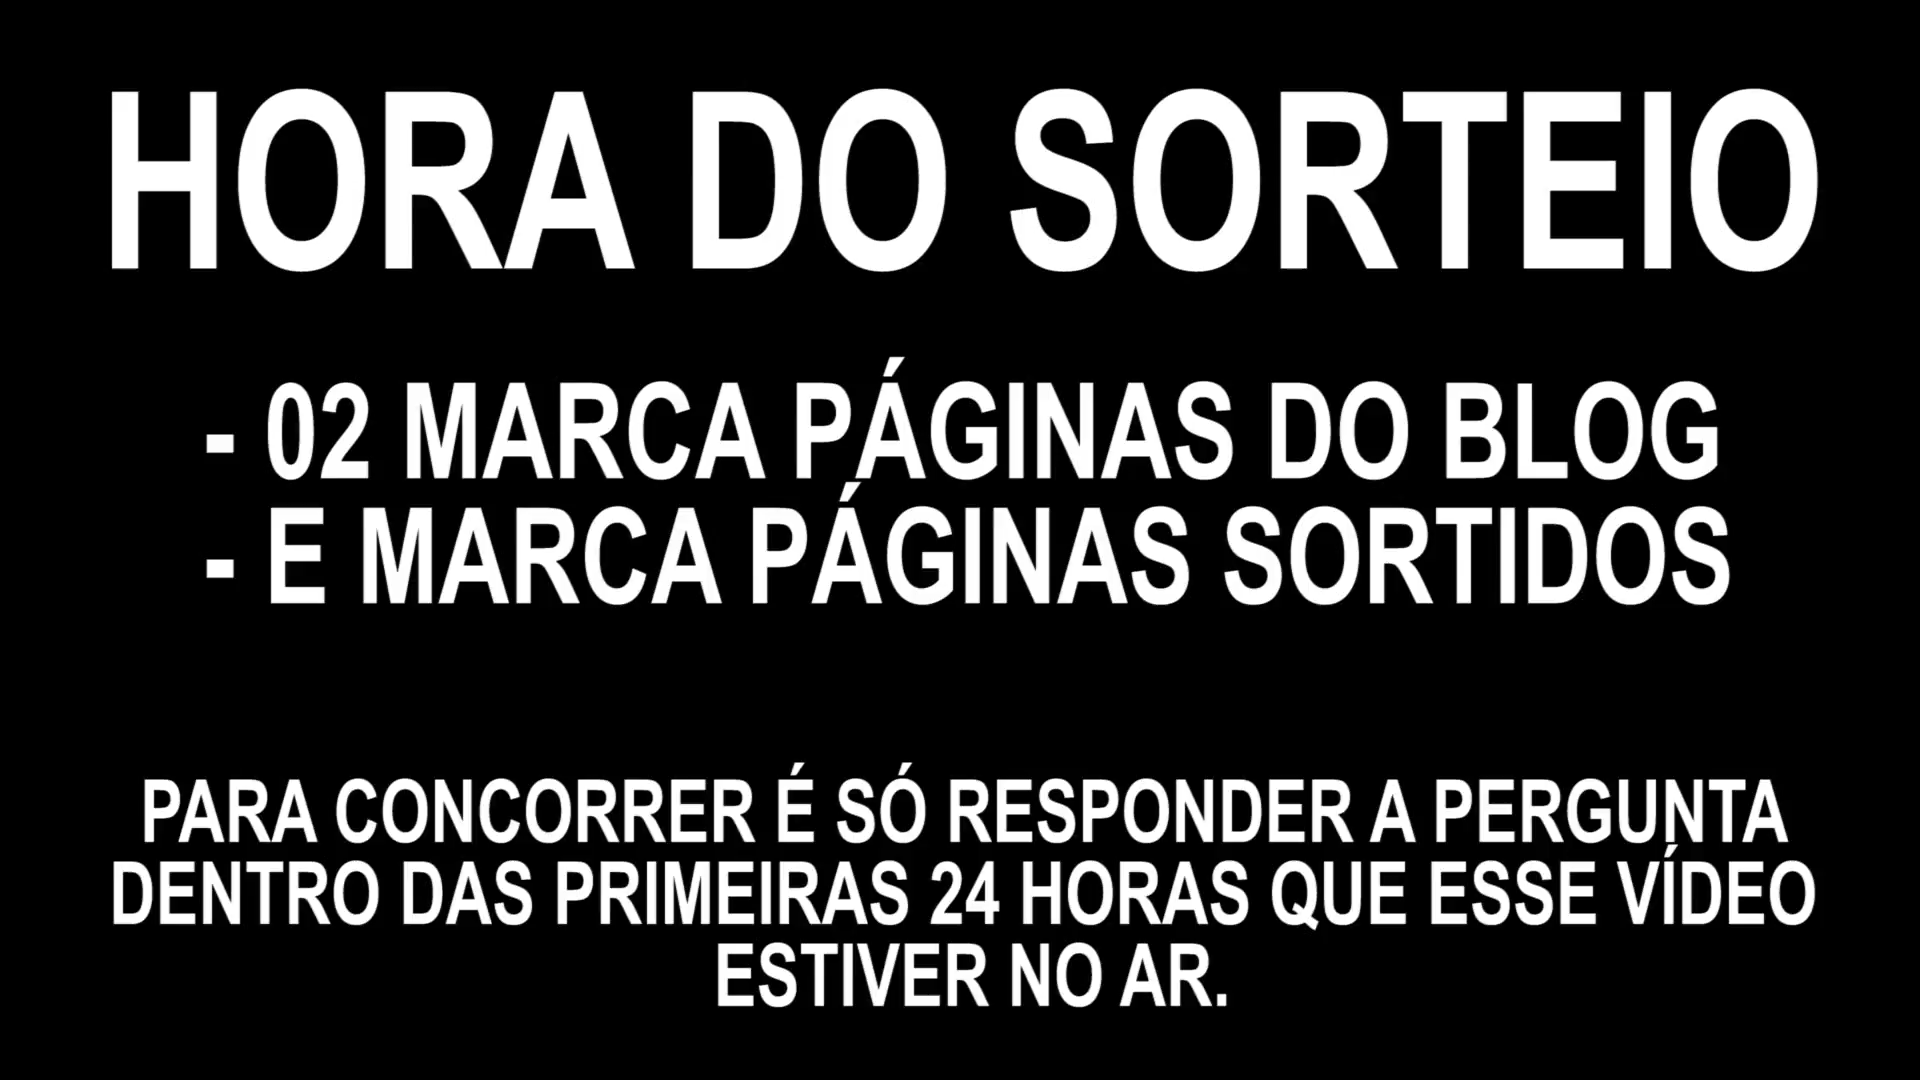 HORA DO SORTEIO
- 02 MARCA PÁGINAS DO BLOG
- E MARCA PÁGINAS SORTIDOS
PARA CONCORRER É SÓ RESPONDER A PERGUNTA
DENTRO DAS PRIMEIRAS 24 HORAS QUE ESSE VÍDEO
ESTIVER NO AR.